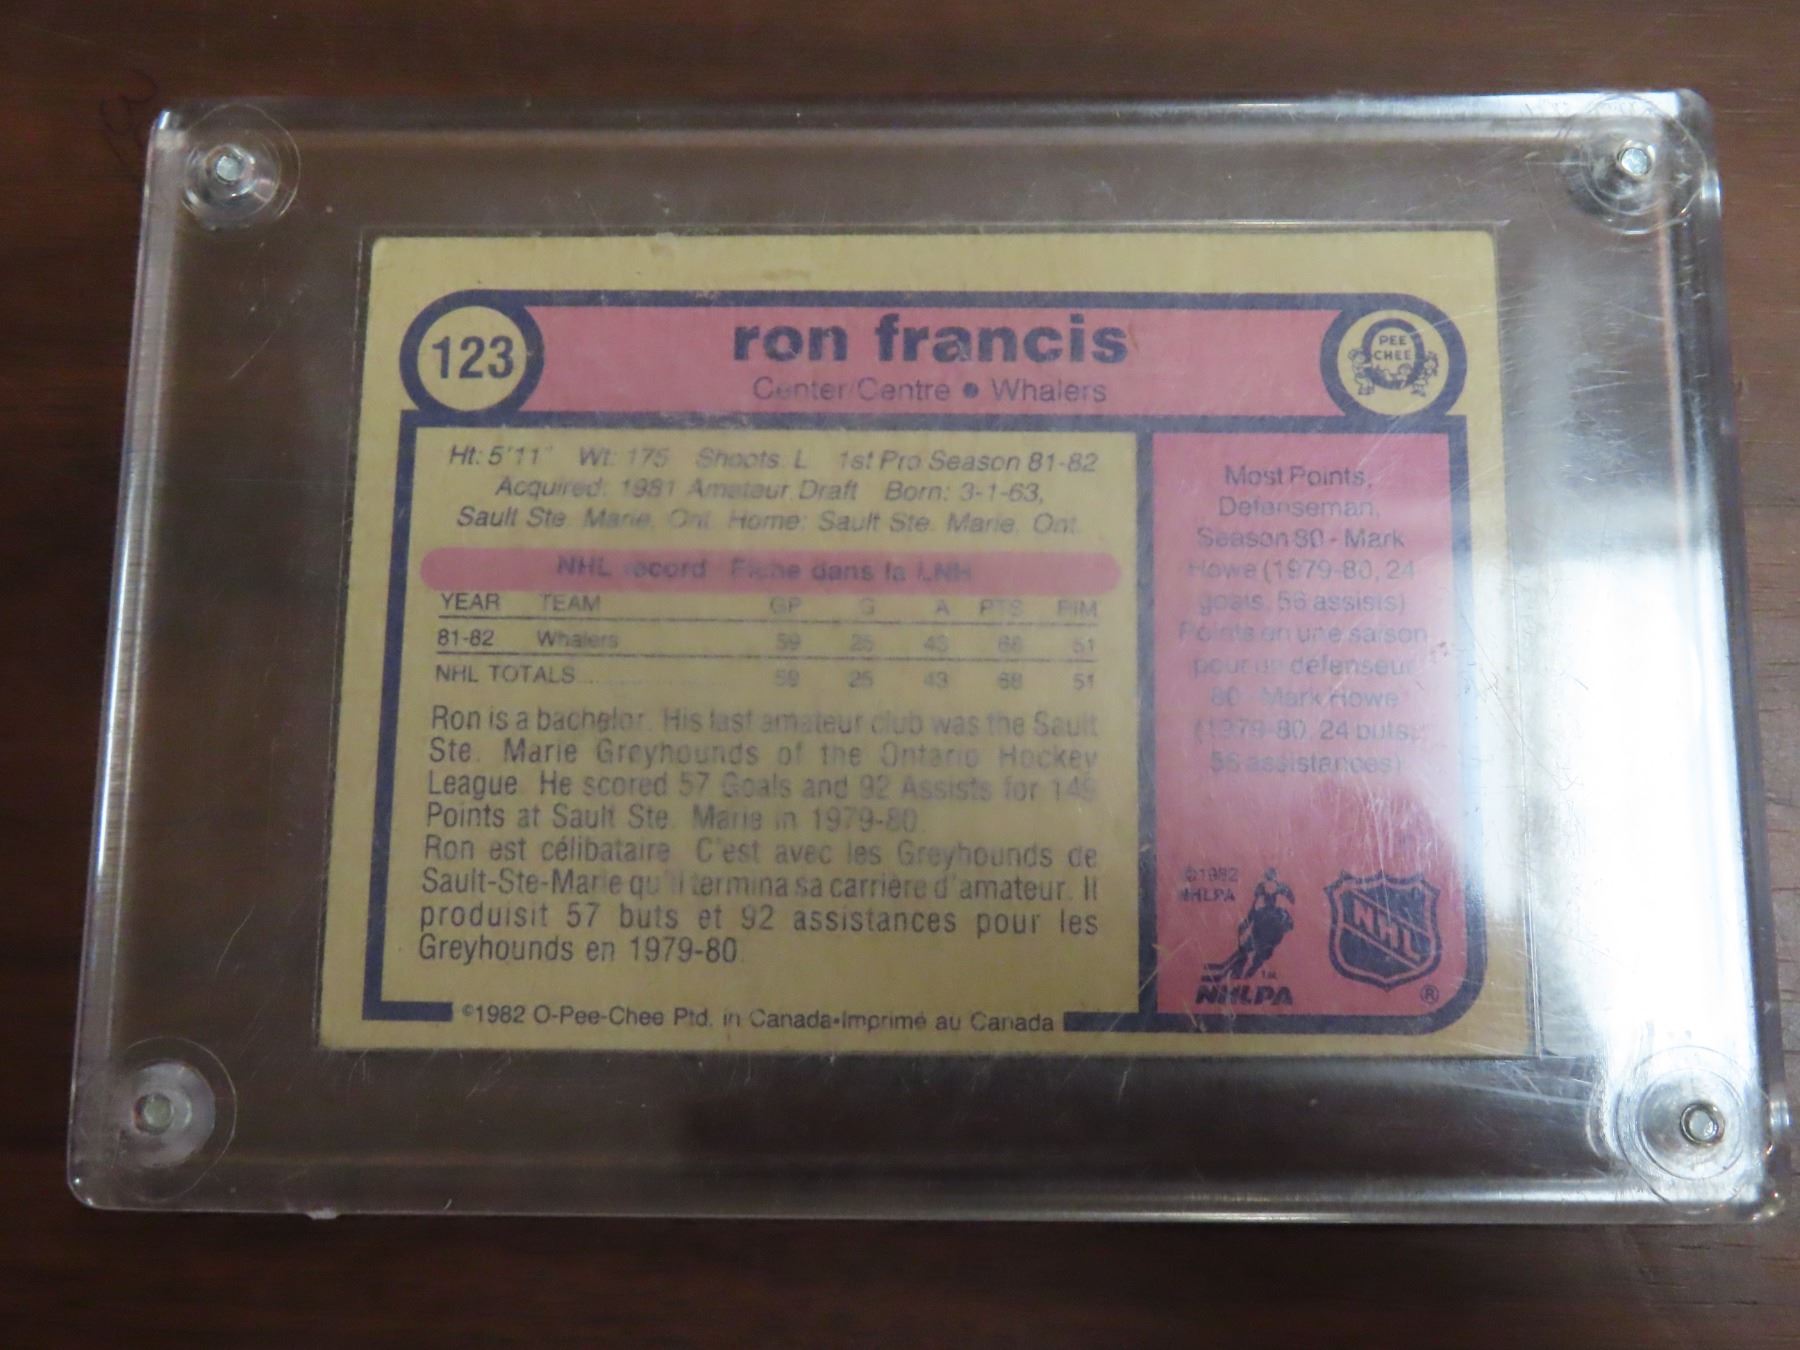 123
ron francis
PEE
CHEE
Center/Centre • Whalers
Ht: 5'11" Wt: 175 Shoots: L 1st Pro Season 81-82
Acquired: 1981 Amateur Draft Born: 3-1-63,
Sault Ste. Marie, Ont. Home: Sault Ste. Marie, Ont.
NHL record Fiche dans la LNH
YEAR TEAM GP G A PTS PIM
81-82 Whalers 59 25 43 68 51
NHL TOTALS 59 25 43 68 51
Ron is a bachelor. His last amateur club was the Sault
Ste. Marie Greyhounds of the Ontario Hockey
League. He scored 57 Goals and 92 Assists for 149
Points at Sault Ste. Marie in 1979-80.
Ron est célibataire. C'est avec les Greyhounds de
Sault-Ste-Marie qu'il termina sa carrière d'amateur. Il
produisit 57 buts et 92 assistances pour les
Greyhounds en 1979-80.
©1982 O-Pee-Chee Ptd. in Canada•Imprimé au Canada
Most Points,
Defenseman,
Season 80 - Mark
Howe (1979-80, 24
goals, 56 assists)
Points en une saison
pour un défenseur
80 - Mark Howe
(1979-80, 24 buts,
56 assistances)
©1982
NHLPA
TM
NHLPA
NHL
®